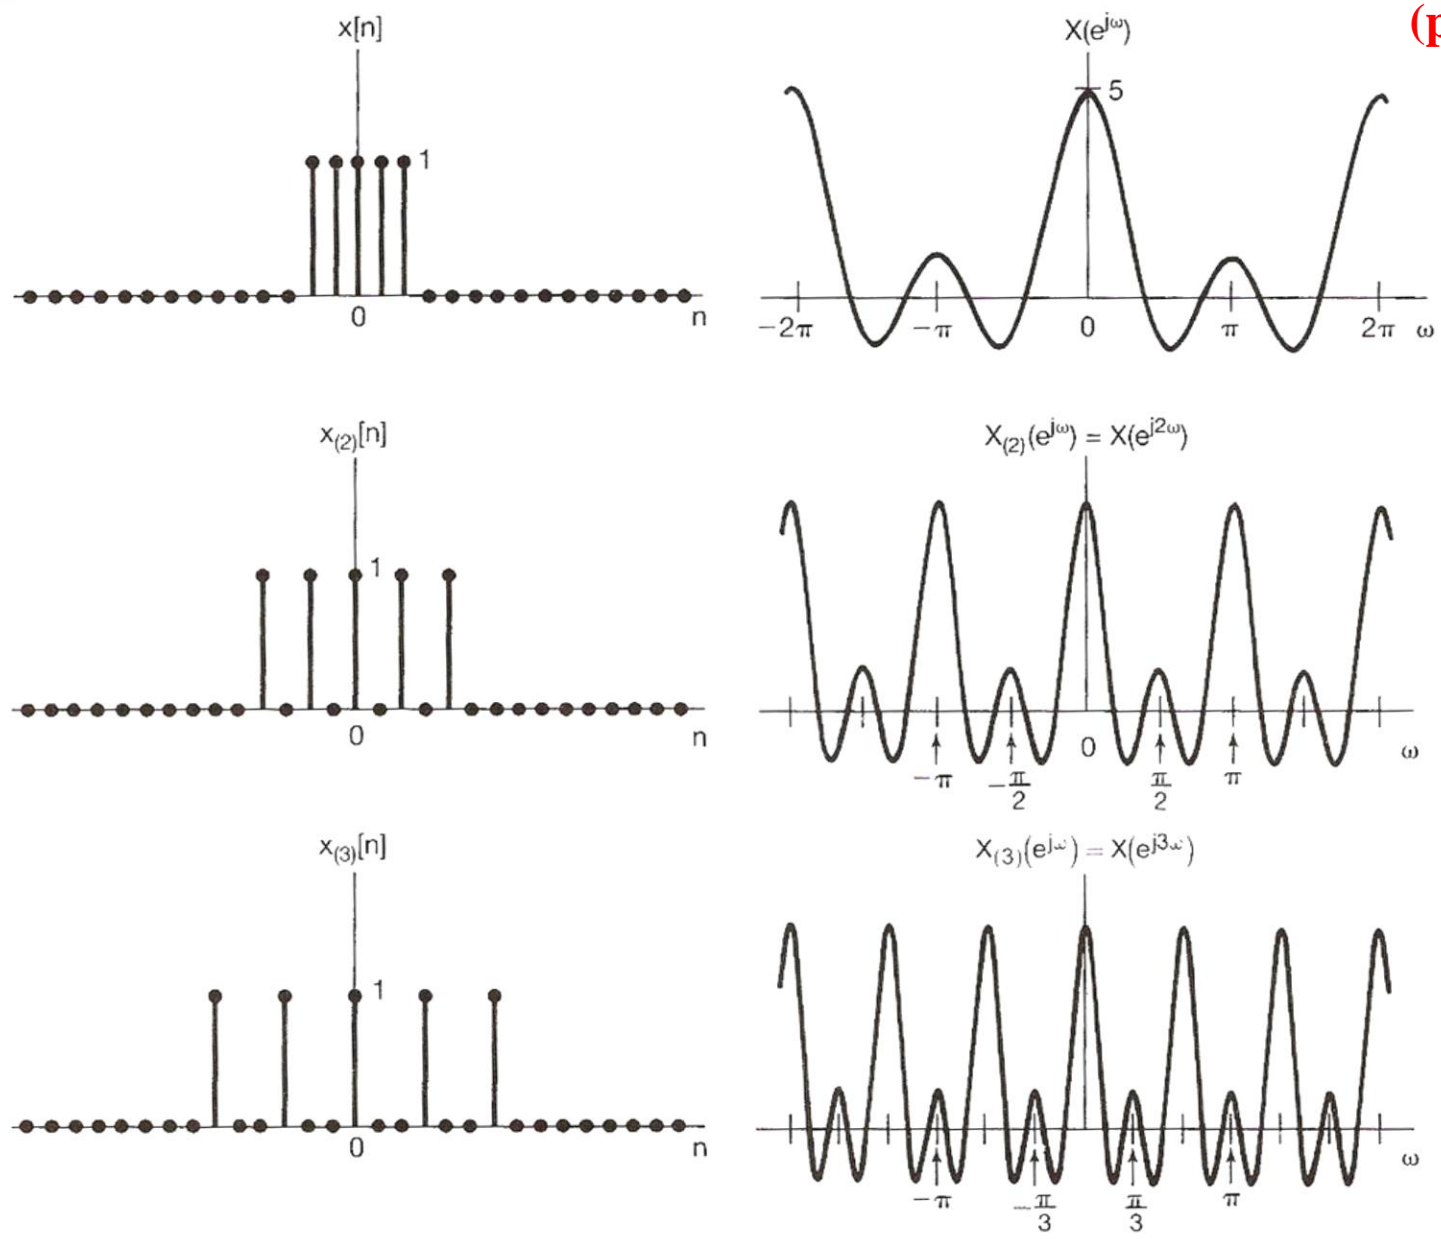 (p
x[n]
1
0
n
X(e^{jω})
5
−2π
−π
0
π
2π
ω
x_{(2)}[n]
1
0
n
X_{(2)}(e^{jω}) = X(e^{j2ω})
−π
−π/2
0
π/2
π
ω
x_{(3)}[n]
1
0
n
X_{(3)}(e^{jω}) = X(e^{j3ω})
−π
−π/3
π/3
π
ω